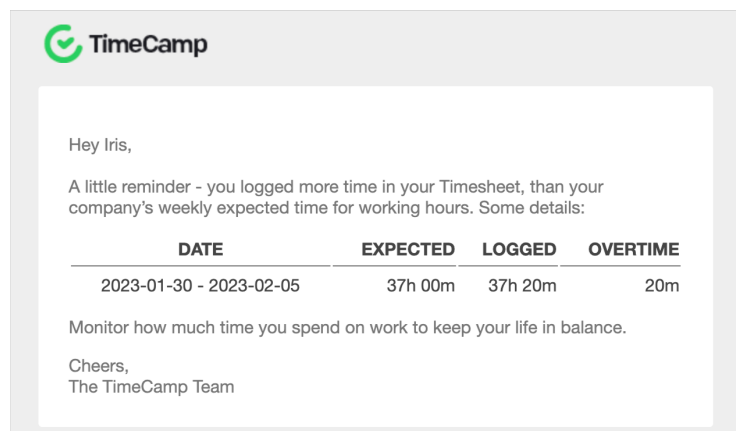 TimeCamp
Hey Iris,
A little reminder - you logged more time in your Timesheet, than your
company's weekly expected time for working hours. Some details:
DATE EXPECTED LOGGED OVERTIME
2023-01-30 - 2023-02-05 37h 00m 37h 20m 20m
Monitor how much time you spend on work to keep your life in balance.
Cheers,
The TimeCamp Team